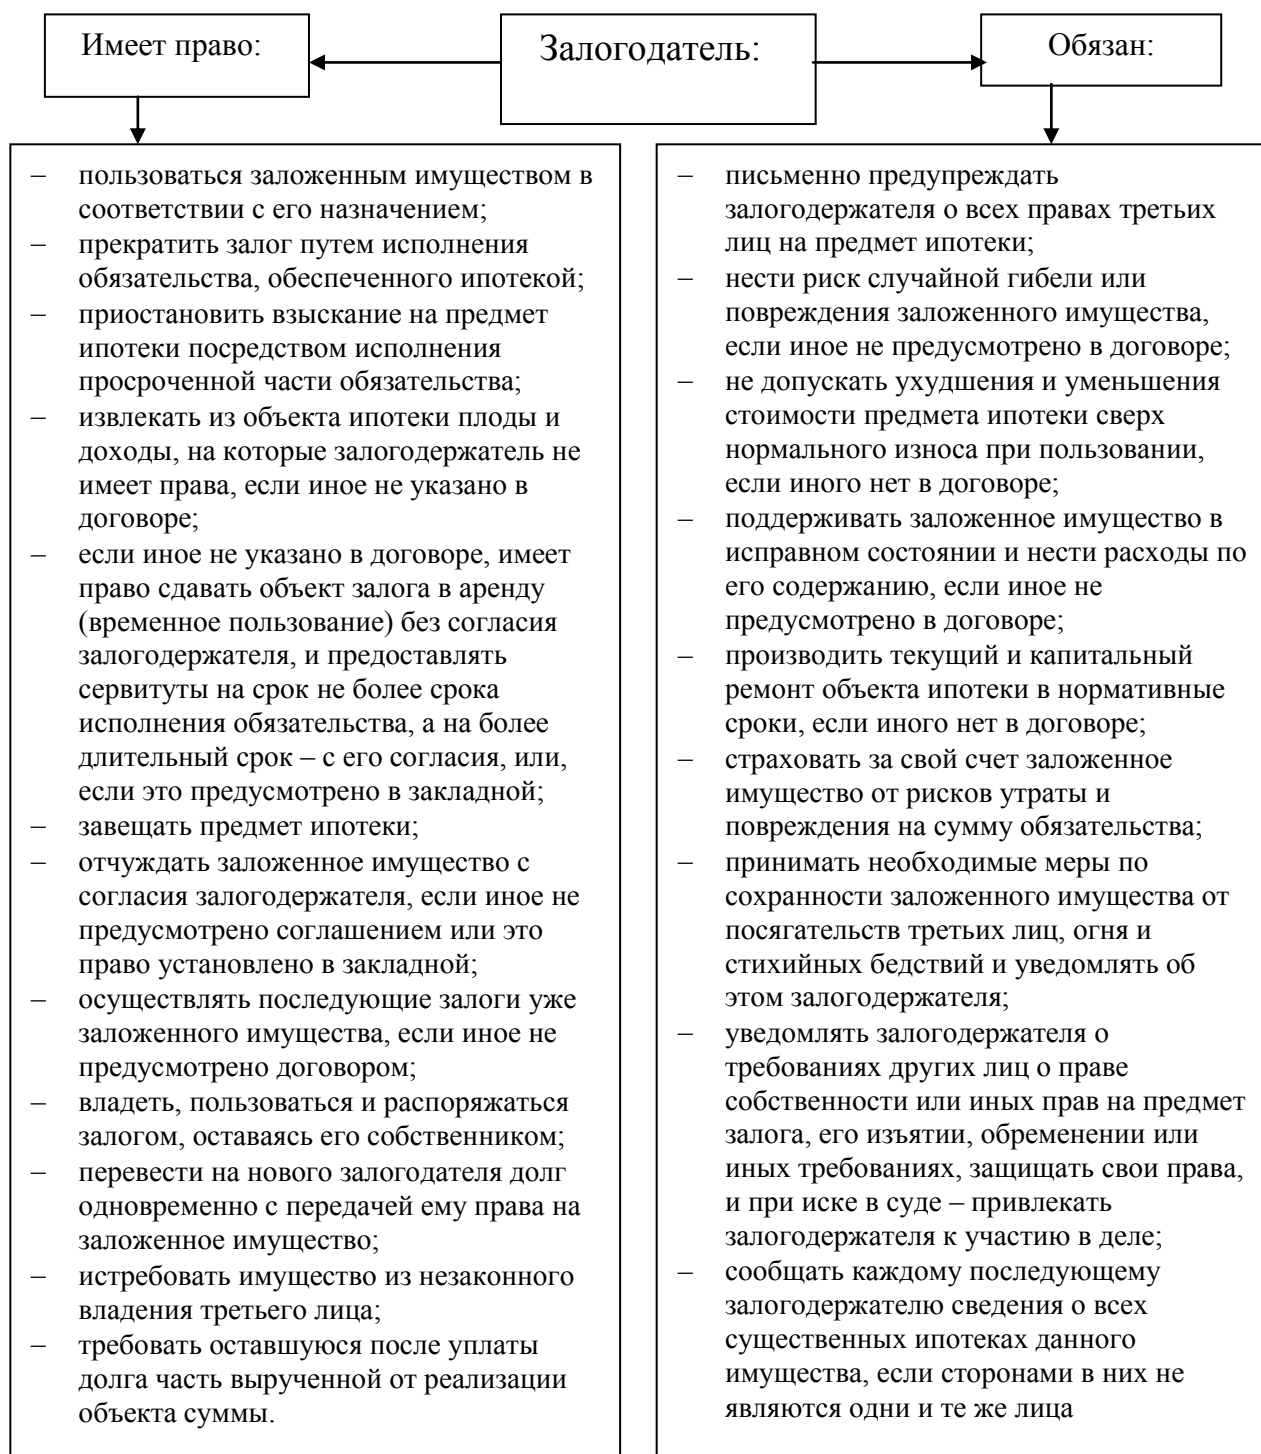 Залогодатель:
Имеет право:
– пользоваться заложенным имуществом в
соответствии с его назначением;
– прекратить залог путем исполнения
обязательства, обеспеченного ипотекой;
– приостановить взыскание на предмет
ипотеки посредством исполнения
просроченной части обязательства;
– извлекать из объекта ипотеки плоды и
доходы, на которые залогодержатель не
имеет права, если иное не указано в
договоре;
– если иное не указано в договоре, имеет
право сдавать объект залога в аренду
(временное пользование) без согласия
залогодержателя, и предоставлять
сервитуты на срок не более срока
исполнения обязательства, а на более
длительный срок – с его согласия, или,
если это предусмотрено в закладной;
– завещать предмет ипотеки;
– отчуждать заложенное имущество с
согласия залогодержателя, если иное не
предусмотрено соглашением или это
право установлено в закладной;
– осуществлять последующие залоги уже
заложенного имущества, если иное не
предусмотрено договором;
– владеть, пользоваться и распоряжаться
залогом, оставаясь его собственником;
– перевести на нового залогодателя долг
одновременно с передачей ему права на
заложенное имущество;
– истребовать имущество из незаконного
владения третьего лица;
– требовать оставшуюся после уплаты
долга часть вырученной от реализации
объекта суммы.
Обязан:
– письменно предупреждать
залогодержателя о всех правах третьих
лиц на предмет ипотеки;
– нести риск случайной гибели или
повреждения заложенного имущества,
если иное не предусмотрено в договоре;
– не допускать ухудшения и уменьшения
стоимости предмета ипотеки сверх
нормального износа при пользовании,
если иного нет в договоре;
– поддерживать заложенное имущество в
исправном состоянии и нести расходы по
его содержанию, если иное не
предусмотрено в договоре;
– производить текущий и капитальный
ремонт объекта ипотеки в нормативные
сроки, если иного нет в договоре;
– страховать за свой счет заложенное
имущество от рисков утраты и
повреждения на сумму обязательства;
– принимать необходимые меры по
сохранности заложенного имущества от
посягательств третьих лиц, огня и
стихийных бедствий и уведомлять об
этом залогодержателя;
– уведомлять залогодержателя о
требованиях других лиц о праве
собственности или иных прав на предмет
залога, его изъятии, обременении или
иных требованиях, защищать свои права,
и при иске в суде – привлекать
залогодержателя к участию в деле;
– сообщать каждому последующему
залогодержателю сведения о всех
существенных ипотеках данного
имущества, если сторонами в них не
являются одни и те же лица